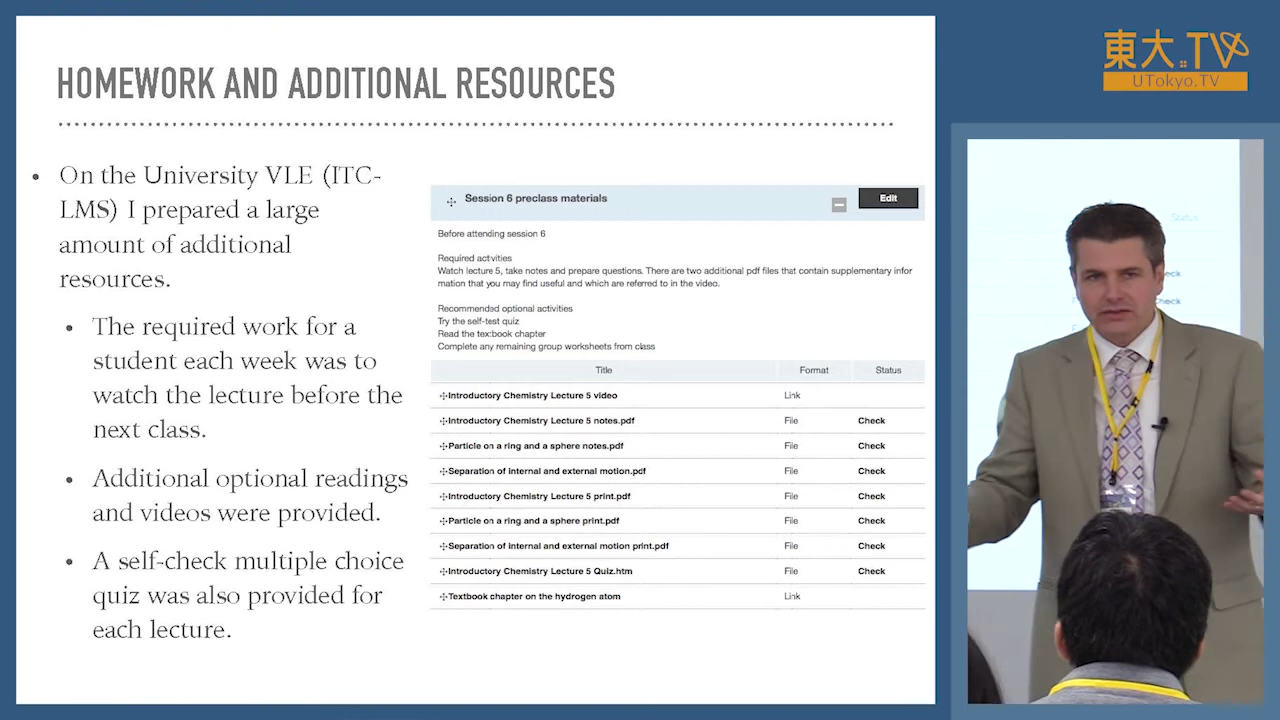 HOMEWORK AND ADDITIONAL RESOURCES
• On the University VLE (ITC-
LMS) I prepared a large
amount of additional
resources.
• The required work for a
student each week was to
watch the lecture before the
next class.
• Additional optional readings
and videos were provided.
• A self-check multiple choice
quiz was also provided for
each lecture.
Session 6 preclass materials
Edit
Before attending session 6
Required actvities
Watch lecture 5, take notes and prepare questions. There are two additional pdf files that contain supplementary infor
mation that you may find useful and which are referred to in the video.
Recommended optional activities
Try the self-test quiz
Read the textbook chapter
Complete any remaining group worksheets from class
Title Format Status
Introductory Chemistry Lecture 5 video Link
Introductory Chemistry Lecture 5 notes.pdf File Check
Particle on a ring and a sphere notes.pdf File Check
Separation of internal and external motion.pdf File Check
Introductory Chemistry Lecture 5 print.pdf File Check
Particle on a ring and a sphere print.pdf File Check
Separation of internal and external motion print.pdf File Check
Introductory Chemistry Lecture 5 Quiz.htm File Check
Textbook chapter on the hydrogen atom Link
東大.TV
UTokyo.TV
Status